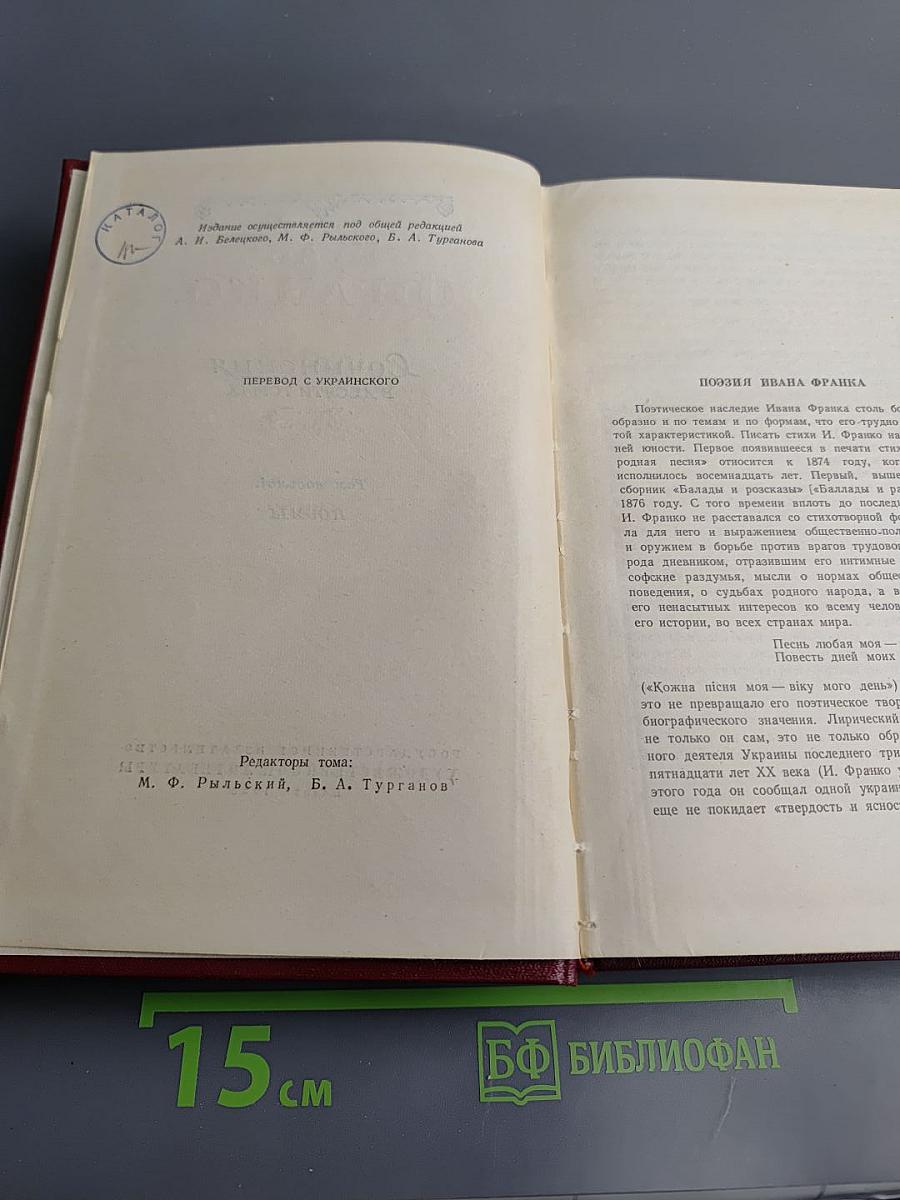 КАТАЛОГ
Издание осуществляется под общей редакцией
А. И. Белецкого, М. Ф. Рыльского, Б. А. Турганова
ПЕРЕВОД С УКРАИНСКОГО
Редакторы тома:
М. Ф. Рыльский, Б. А. Турганов
ПОЭЗИЯ ИВАНА ФРАНКА
Поэтическое наследие Ивана Франка столь бо
образно и по темам и по формам, что его трудно
той характеристикой. Писать стихи И. Франко на
ней юности. Первое появившееся в печати стих
родная песня» относится к 1874 году, ког
исполнилось восемнадцать лет. Первый, выше
сборник «Балады и розсказы» [«Баллады и ра
1876 году. С того времени вплоть до последн
И. Франко не расставался со стихотворной фо
ла для него и выражением общественно-пол
и оружием в борьбе против врагов трудово
рода дневником, отразившим его интимные
софские раздумья, мысли о нормах общес
поведения, о судьбах родного народа, а в
его ненасытных интересов ко всему челов
его истории, во всех странах мира.
Песнь любая моя —
Повесть дней моих
(«Кожна пісня моя — віку мого день»)
это не превращало его поэтическое твор
биографического значения. Лирический
не только он сам, это не только обр
ного деятеля Украины последнего три
пятнадцати лет XX века (И. Франко у
этого года он сообщал одной украин
еще не покидает «твердость и яснос
15 см
БФ БИБЛИОФАН